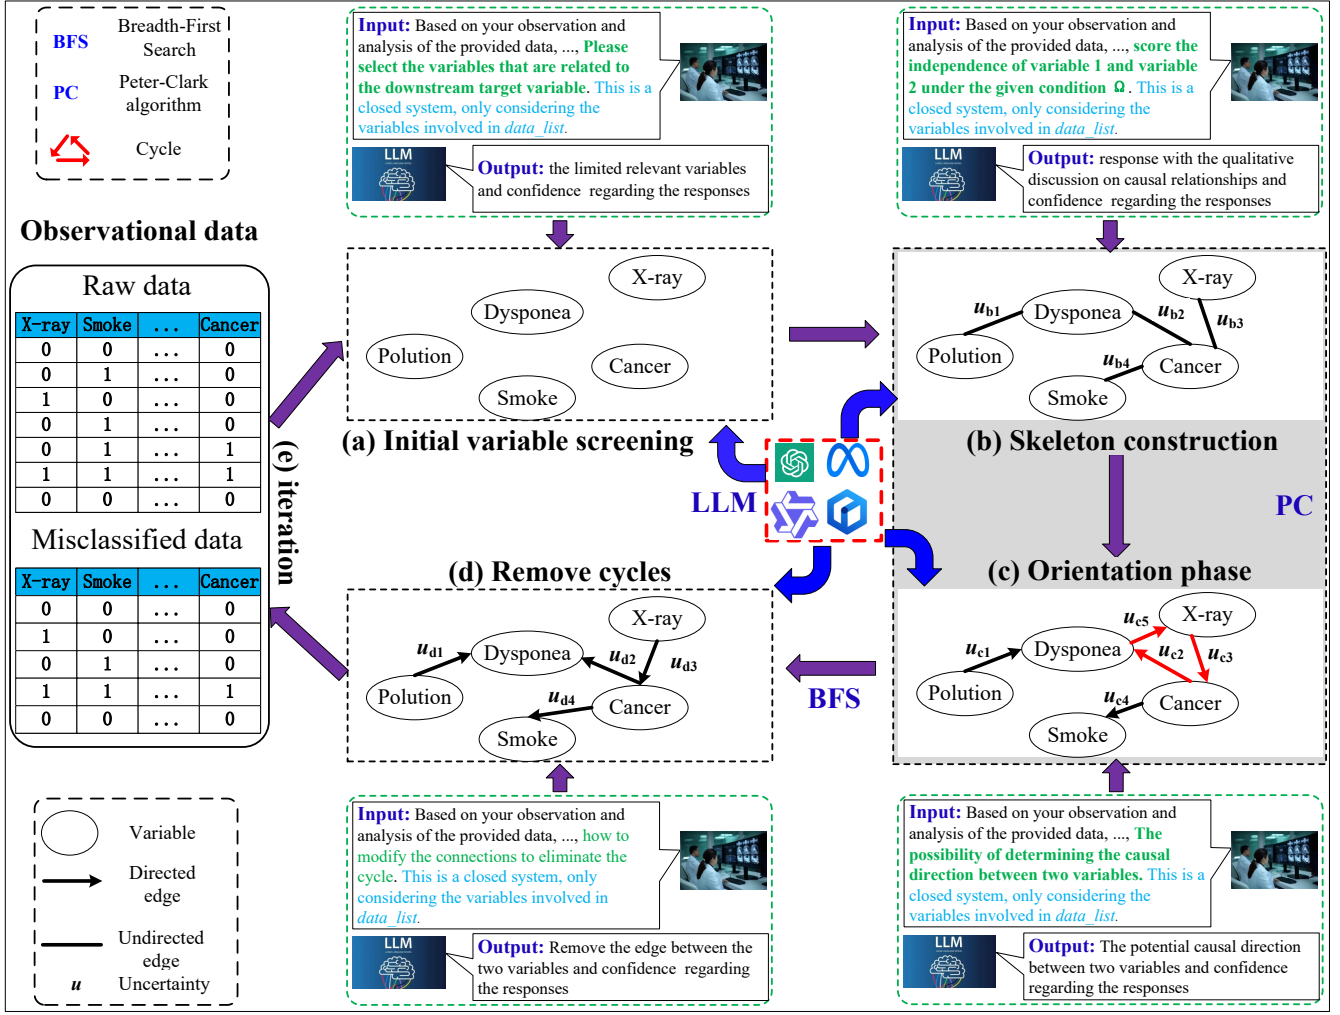 BFS
Breadth-First
Search
PC
Peter-Clark
algorithm
Cycle
Input: Based on your observation and
analysis of the provided data, ..., Please
select the variables that are related to
the downstream target variable. This is a
closed system, only considering the
variables involved in data_list.
LLM
Output: the limited relevant variables
and confidence regarding the responses
Input: Based on your observation and
analysis of the provided data, ..., score the
independence of variable 1 and variable
2 under the given condition Ω. This is a
closed system, only considering the
variables involved in data_list.
LLM
Output: response with the qualitative
discussion on causal relationships and
confidence regarding the responses
Observational data
Raw data
X-ray Smoke ... Cancer
0 0 ... 0
0 1 ... 0
1 0 ... 0
0 1 ... 0
0 1 ... 1
1 1 ... 1
0 0 ... 0
Misclassified data
X-ray Smoke ... Cancer
0 0 ... 0
1 0 ... 0
0 1 ... 0
1 1 ... 1
0 0 ... 0
(e) iteration
X-ray
Dysponea
Polution
Cancer
Smoke
(a) Initial variable screening
X-ray
Dysponea
Polution
Cancer
Smoke
ub1
ub2
ub3
ub4
(b) Skeleton construction
LLM
PC
(d) Remove cycles
X-ray
Dysponea
Polution
Cancer
Smoke
ud1
ud2
ud3
ud4
BFS
(c) Orientation phase
X-ray
Dysponea
Polution
Cancer
Smoke
uc1
uc5
uc2
uc3
uc4
Variable
Directed
edge
Undirected
edge
u Uncertainty
Input: Based on your observation and
analysis of the provided data, ..., how to
modify the connections to eliminate the
cycle. This is a closed system, only
considering the variables involved in
data_list.
LLM
Output: Remove the edge between the
two variables and confidence regarding
the responses
Input: Based on your observation and
analysis of the provided data, ..., The
possibility of determining the causal
direction between two variables. This is a
closed system, only considering the
variables involved in data_list.
LLM
Output: The potential causal direction
between two variables and confidence
regarding the responses